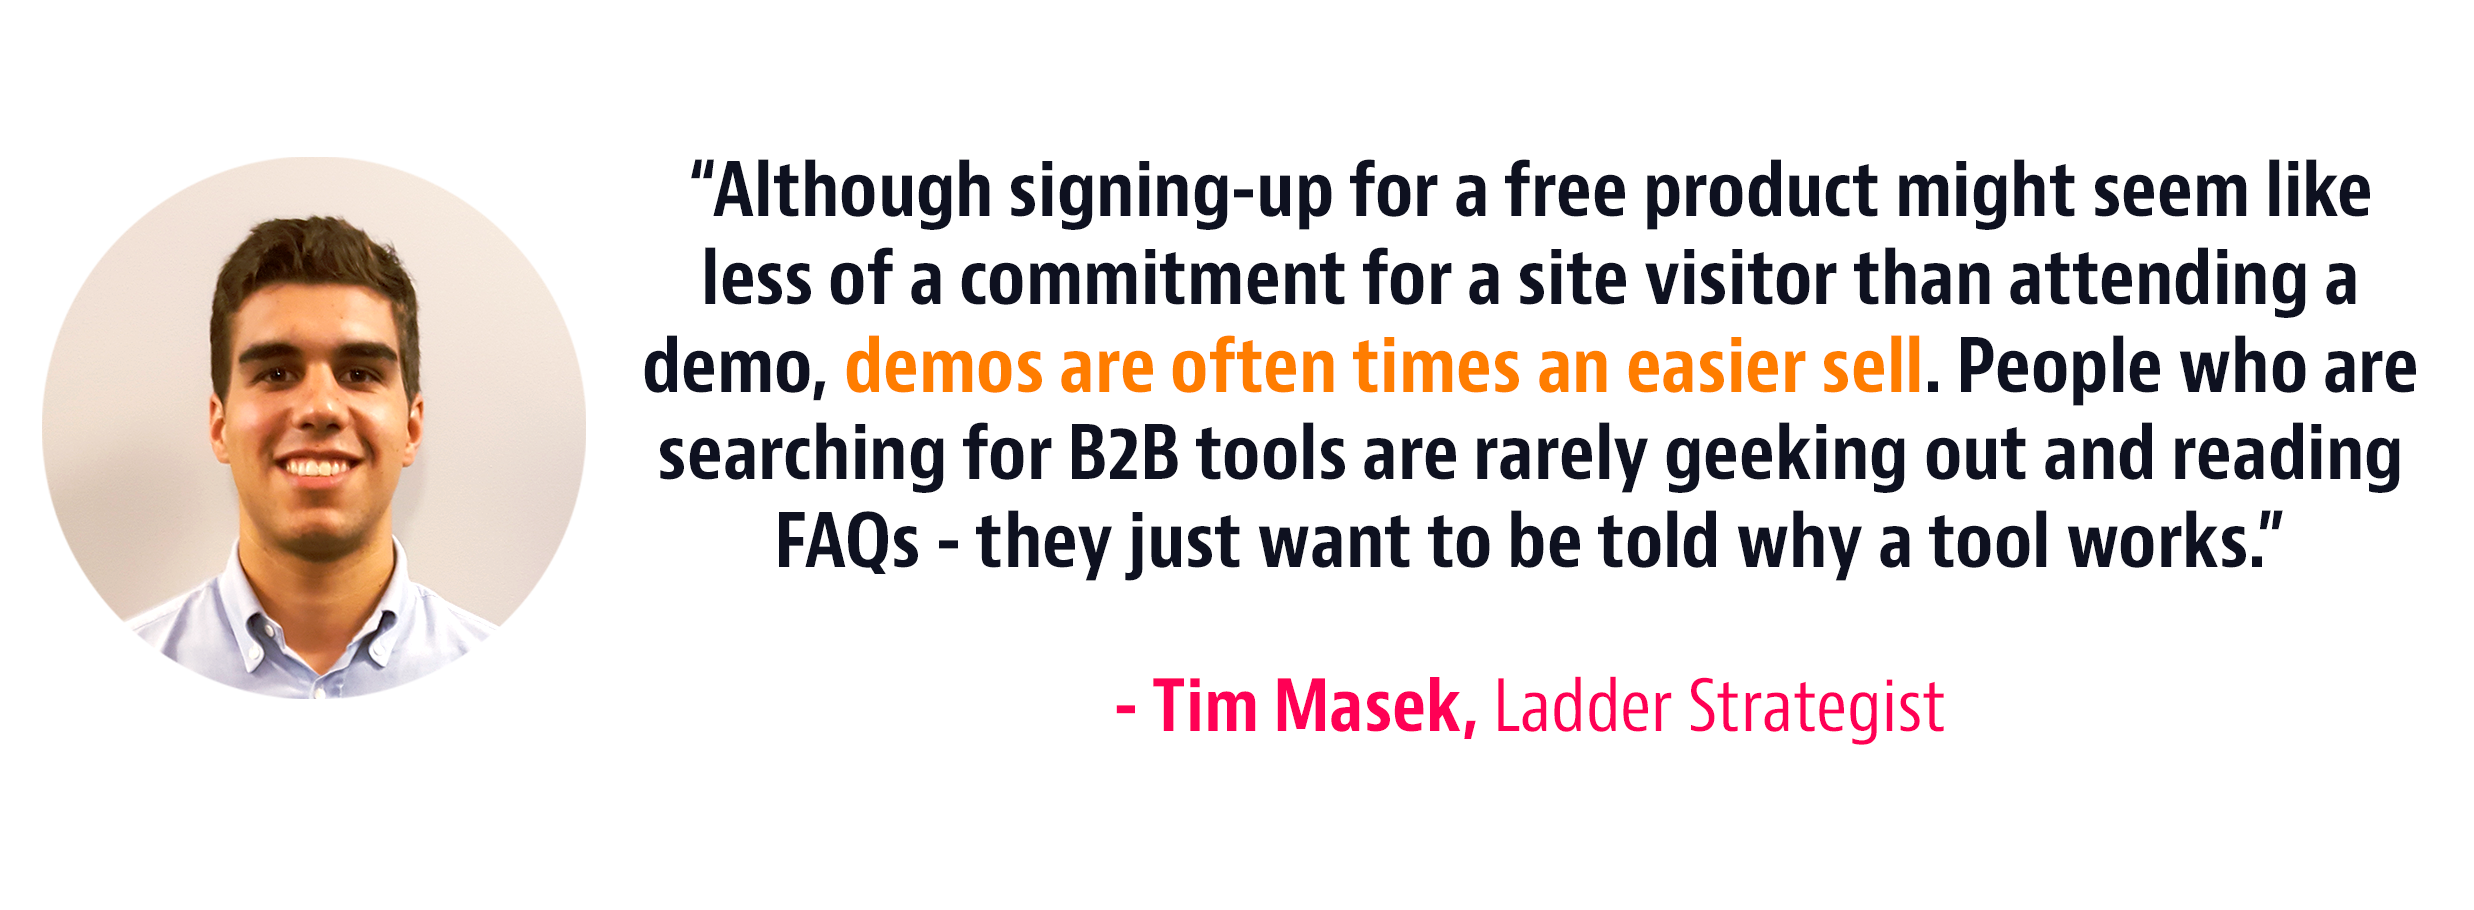 “Although signing-up for a free product might seem like
less of a commitment for a site visitor than attending a
demo, demos are often times an easier sell. People who are
searching for B2B tools are rarely geeking out and reading
FAQs - they just want to be told why a tool works.”
- Tim Masek, Ladder Strategist